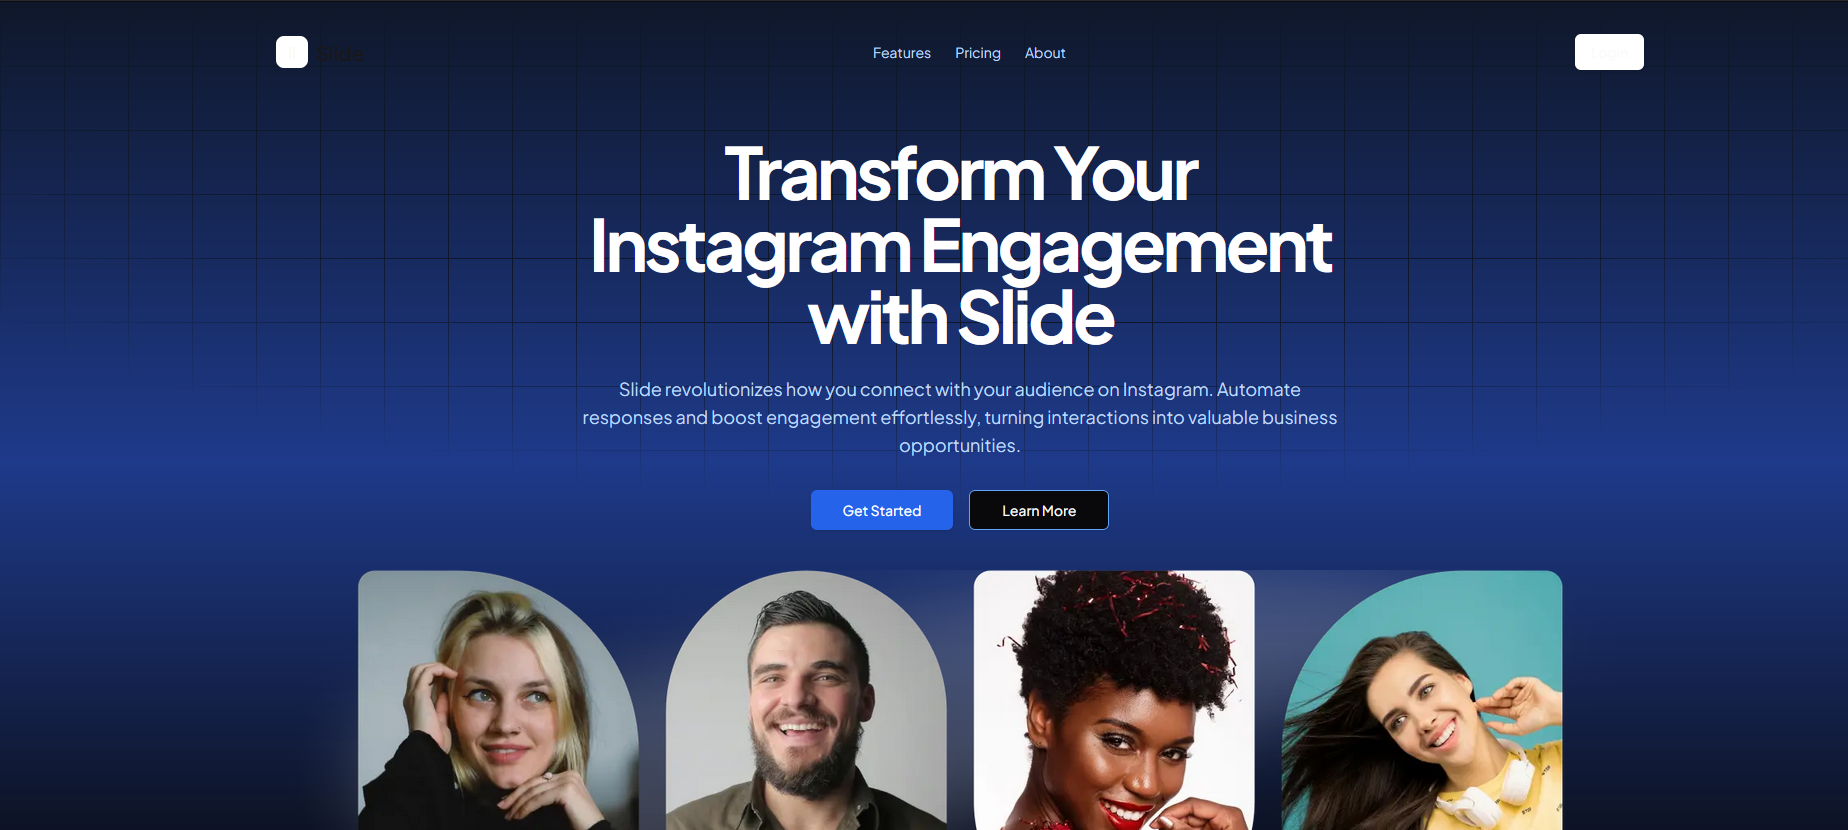 Slide
Features Pricing About
Login
Transform Your
Instagram Engagement
with Slide
Slide revolutionizes how you connect with your audience on Instagram. Automate
responses and boost engagement effortlessly, turning interactions into valuable business
opportunities.
Get Started Learn More